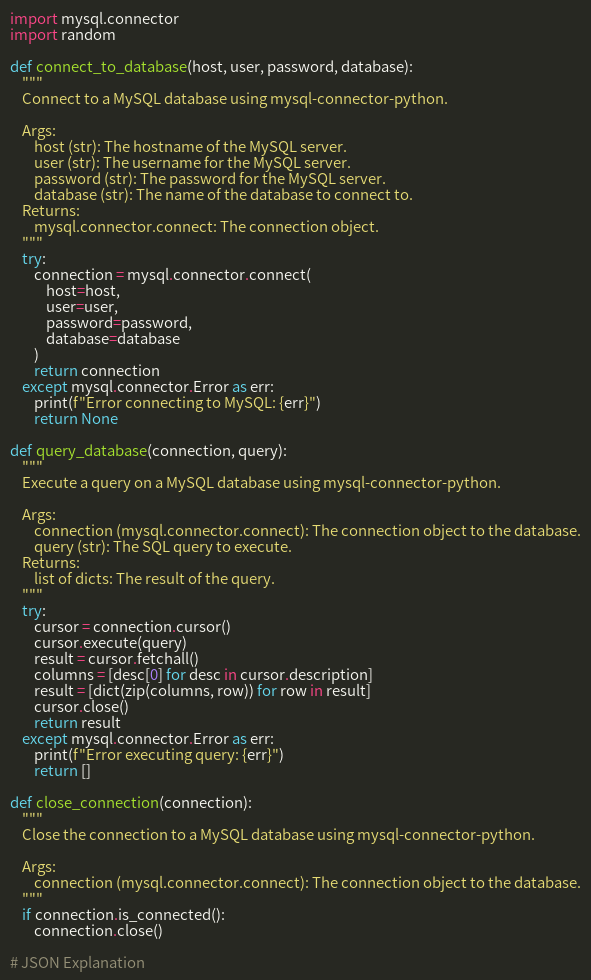 import mysql.connector
import random

def connect_to_database(host, user, password, database):
    """
    Connect to a MySQL database using mysql-connector-python.

    Args:
        host (str): The hostname of the MySQL server.
        user (str): The username for the MySQL server.
        password (str): The password for the MySQL server.
        database (str): The name of the database to connect to.
    Returns:
        mysql.connector.connect: The connection object.
    """
    try:
        connection = mysql.connector.connect(
            host=host,
            user=user,
            password=password,
            database=database
        )
        return connection
    except mysql.connector.Error as err:
        print(f"Error connecting to MySQL: {err}")
        return None

def query_database(connection, query):
    """
    Execute a query on a MySQL database using mysql-connector-python.

    Args:
        connection (mysql.connector.connect): The connection object to the database.
        query (str): The SQL query to execute.
    Returns:
        list of dicts: The result of the query.
    """
    try:
        cursor = connection.cursor()
        cursor.execute(query)
        result = cursor.fetchall()
        columns = [desc[0] for desc in cursor.description]
        result = [dict(zip(columns, row)) for row in result]
        cursor.close()
        return result
    except mysql.connector.Error as err:
        print(f"Error executing query: {err}")
        return []

def close_connection(connection):
    """
    Close the connection to a MySQL database using mysql-connector-python.

    Args:
        connection (mysql.connector.connect): The connection object to the database.
    """
    if connection.is_connected():
        connection.close()

# JSON Explanation